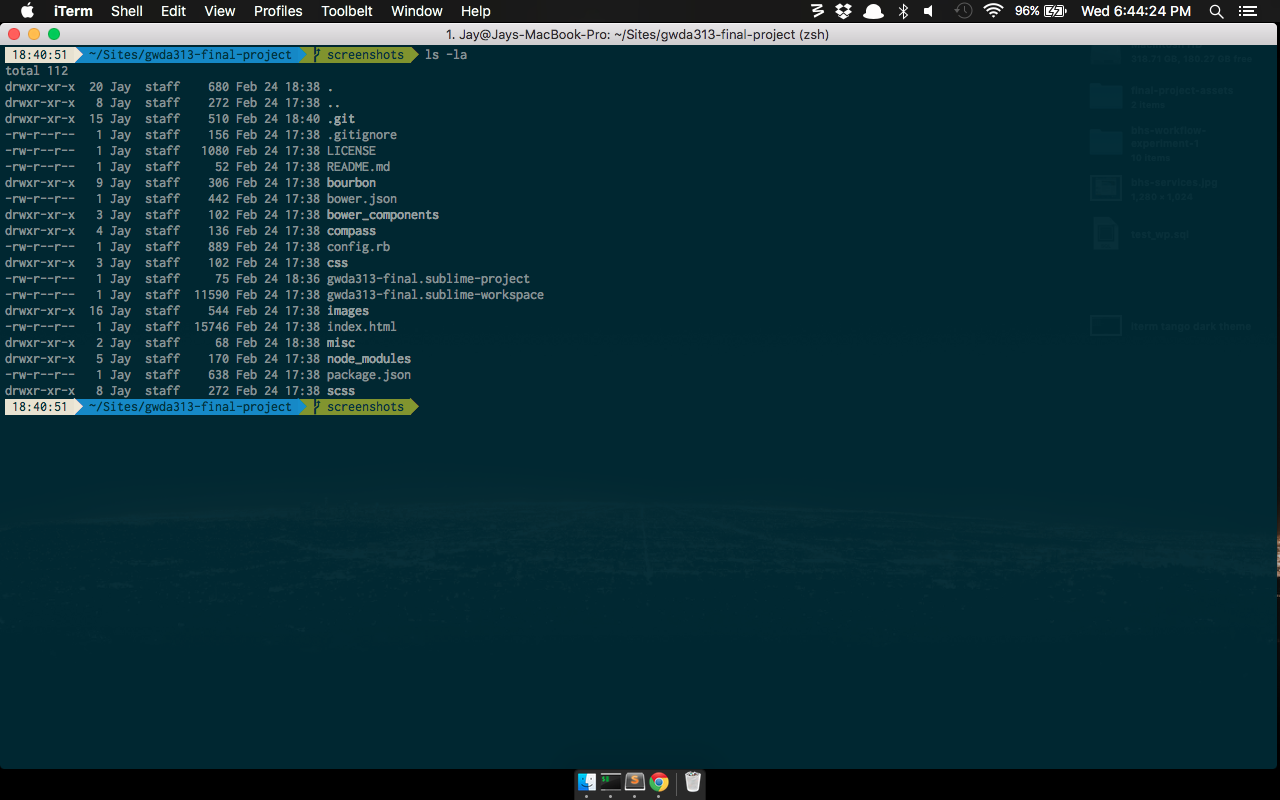 iTerm Shell Edit View Profiles Toolbelt Window Help 96% Wed 6:44:24 PM
1. Jay@Jays-MacBook-Pro: ~/Sites/gwda313-final-project (zsh)
18:40:51 ~/Sites/gwda313-final-project screenshots ls -la
total 112
drwxr-xr-x  20 Jay  staff    680 Feb 24 18:38 .
drwxr-xr-x   8 Jay  staff    272 Feb 24 17:38 ..
drwxr-xr-x  15 Jay  staff    510 Feb 24 18:40 .git
-rw-r--r--   1 Jay  staff    156 Feb 24 17:38 .gitignore
-rw-r--r--   1 Jay  staff   1080 Feb 24 17:38 LICENSE
-rw-r--r--   1 Jay  staff     52 Feb 24 17:38 README.md
drwxr-xr-x   9 Jay  staff    306 Feb 24 17:38 bourbon
-rw-r--r--   1 Jay  staff    442 Feb 24 17:38 bower.json
drwxr-xr-x   3 Jay  staff    102 Feb 24 17:38 bower_components
drwxr-xr-x   4 Jay  staff    136 Feb 24 17:38 compass
-rw-r--r--   1 Jay  staff    889 Feb 24 17:38 config.rb
drwxr-xr-x   3 Jay  staff    102 Feb 24 17:38 css
-rw-r--r--   1 Jay  staff     75 Feb 24 18:36 gwda313-final.sublime-project
-rw-r--r--   1 Jay  staff  11590 Feb 24 17:38 gwda313-final.sublime-workspace
drwxr-xr-x  16 Jay  staff    544 Feb 24 17:38 images
-rw-r--r--   1 Jay  staff  15746 Feb 24 17:38 index.html
drwxr-xr-x   2 Jay  staff     68 Feb 24 18:38 misc
drwxr-xr-x   5 Jay  staff    170 Feb 24 17:38 node_modules
-rw-r--r--   1 Jay  staff    638 Feb 24 17:38 package.json
drwxr-xr-x   8 Jay  staff    272 Feb 24 17:38 scss
18:40:51 ~/Sites/gwda313-final-project screenshots
final-project-assets
bhs-workflow-
experiment-1
bhs-services.jpg
test_wp.sql